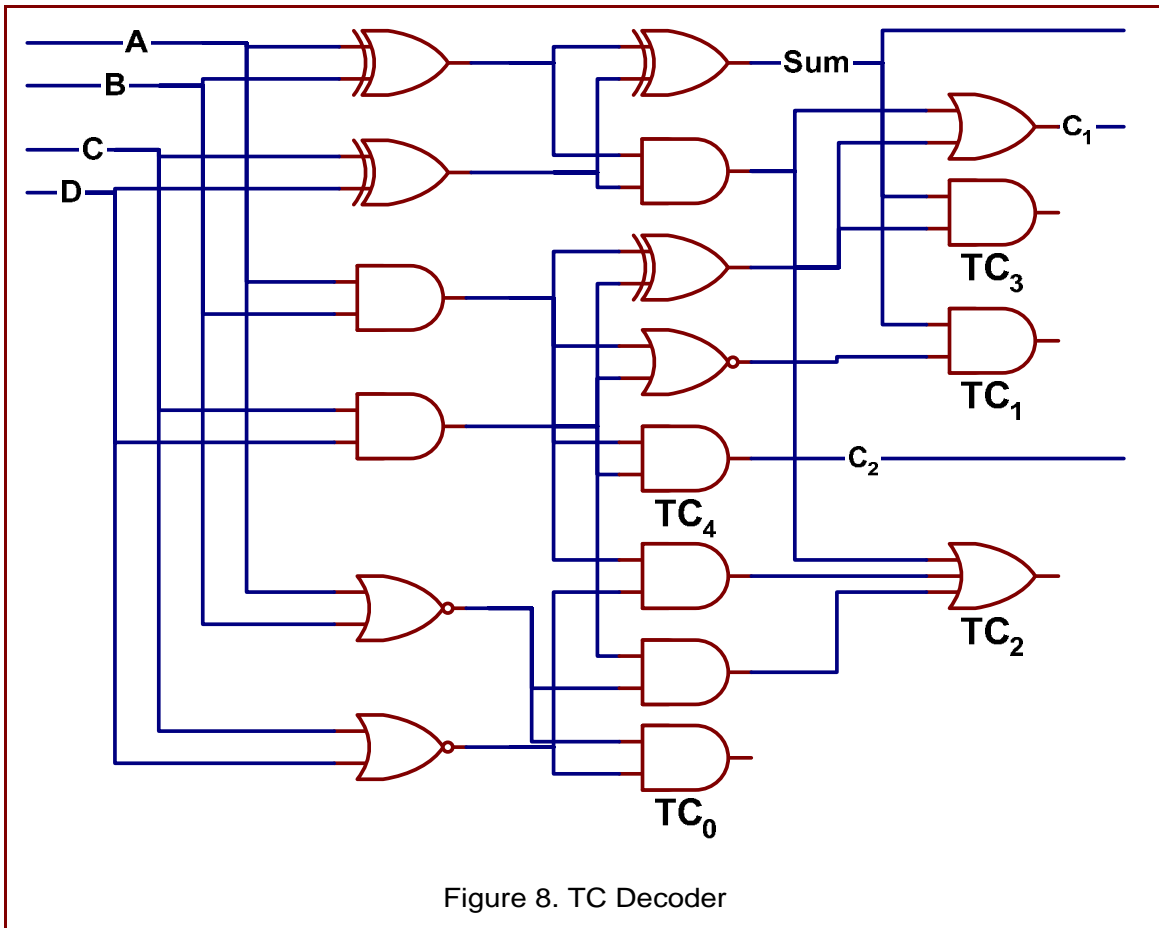 A
B
Sum
C₁
C
D
TC₃
TC₁
C₂
TC₄
TC₂
TC₀
Figure 8. TC Decoder